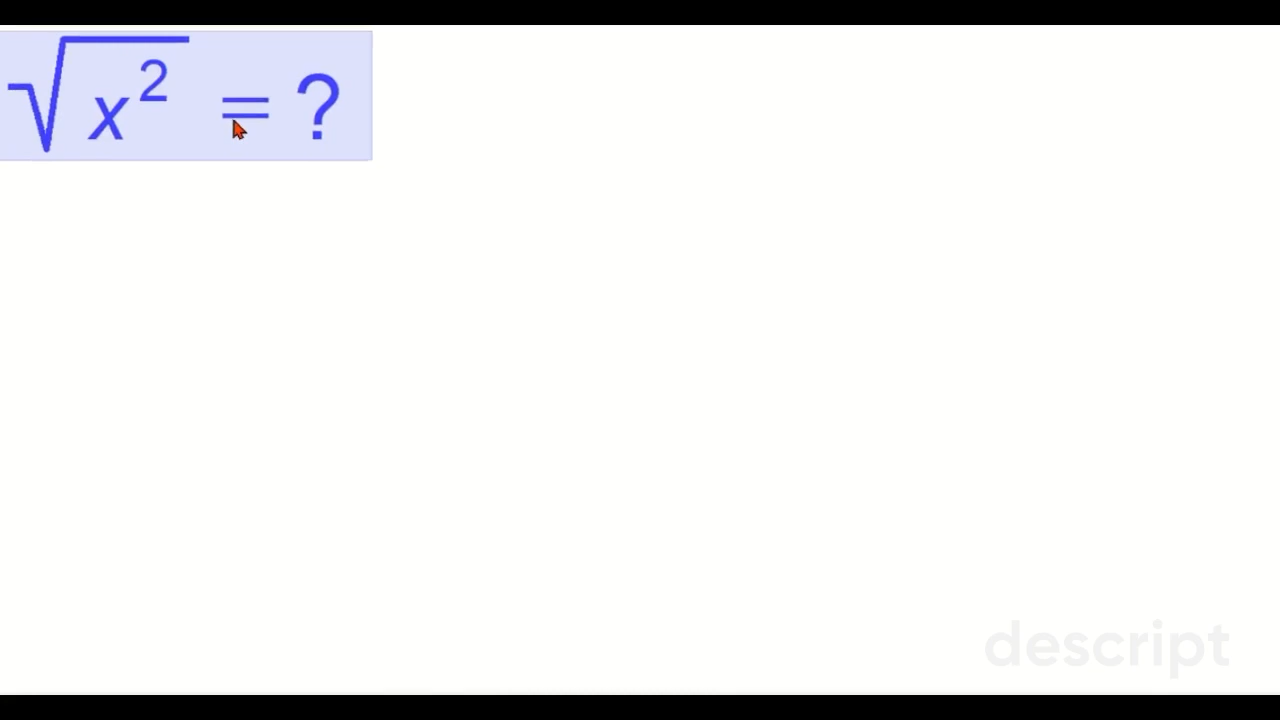 √x² = ?
descript